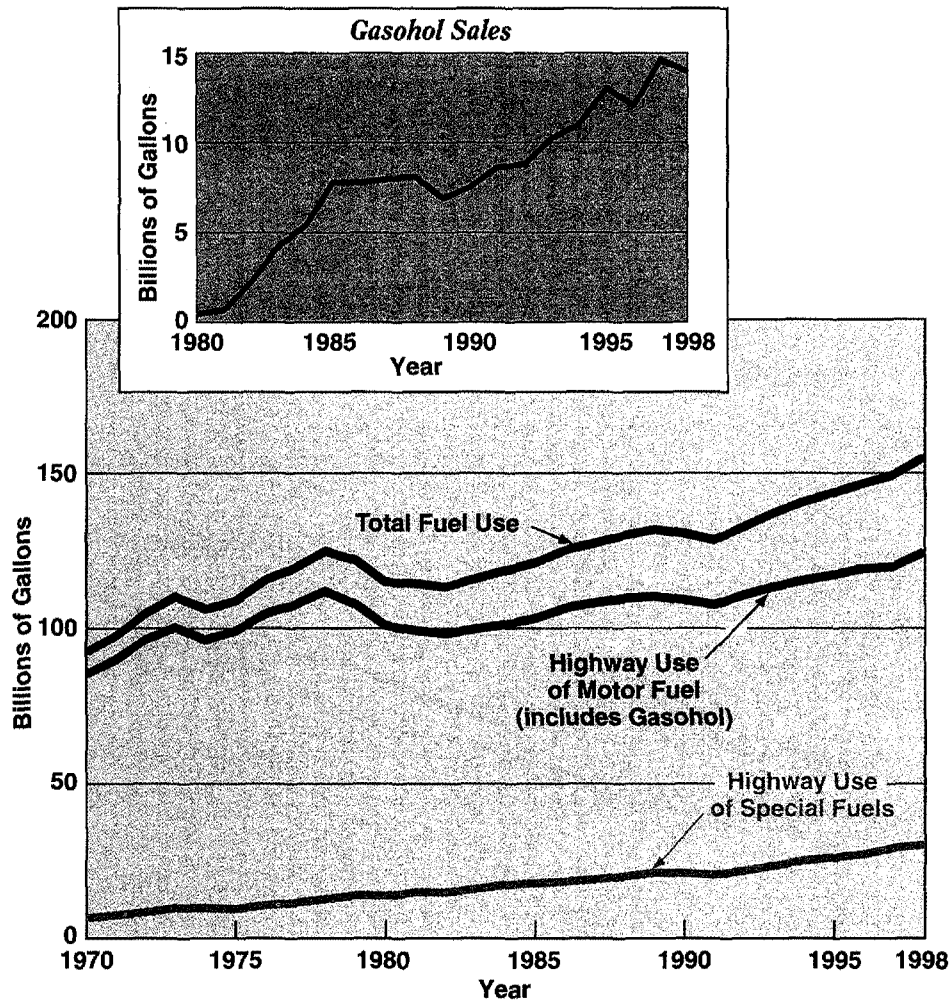 Gasohol Sales
Billions of Gallons
15
10
5
0
1980 1985 1990 1995 1998
Year
Billions of Gallons
200
150
100
50
0
Total Fuel Use
Highway Use
of Motor Fuel
(includes Gasohol)
Highway Use
of Special Fuels
1970 1975 1980 1985 1990 1995 1998
Year